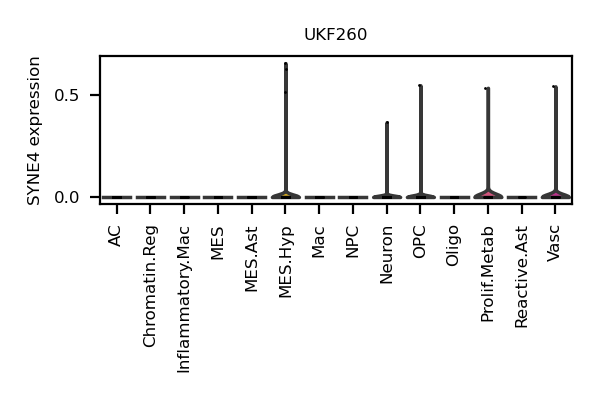 UKF260
SYNE4 expression
0.5
0.0
AC
Chromatin.Reg
Inflammatory.Mac
MES
MES.Ast
MES.Hyp
Mac
NPC
Neuron
OPC
Oligo
Prolif.Metab
Reactive.Ast
Vasc